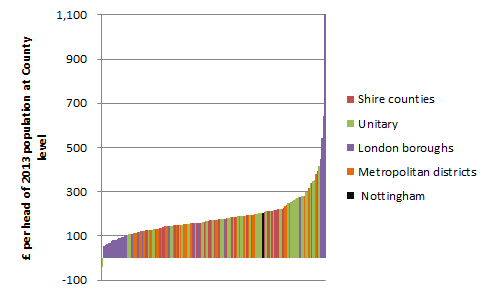 £ per head of 2013 population at County
level
1,100
900
700
500
300
100
-100
Shire counties
Unitary
London boroughs
Metropolitan districts
Nottingham